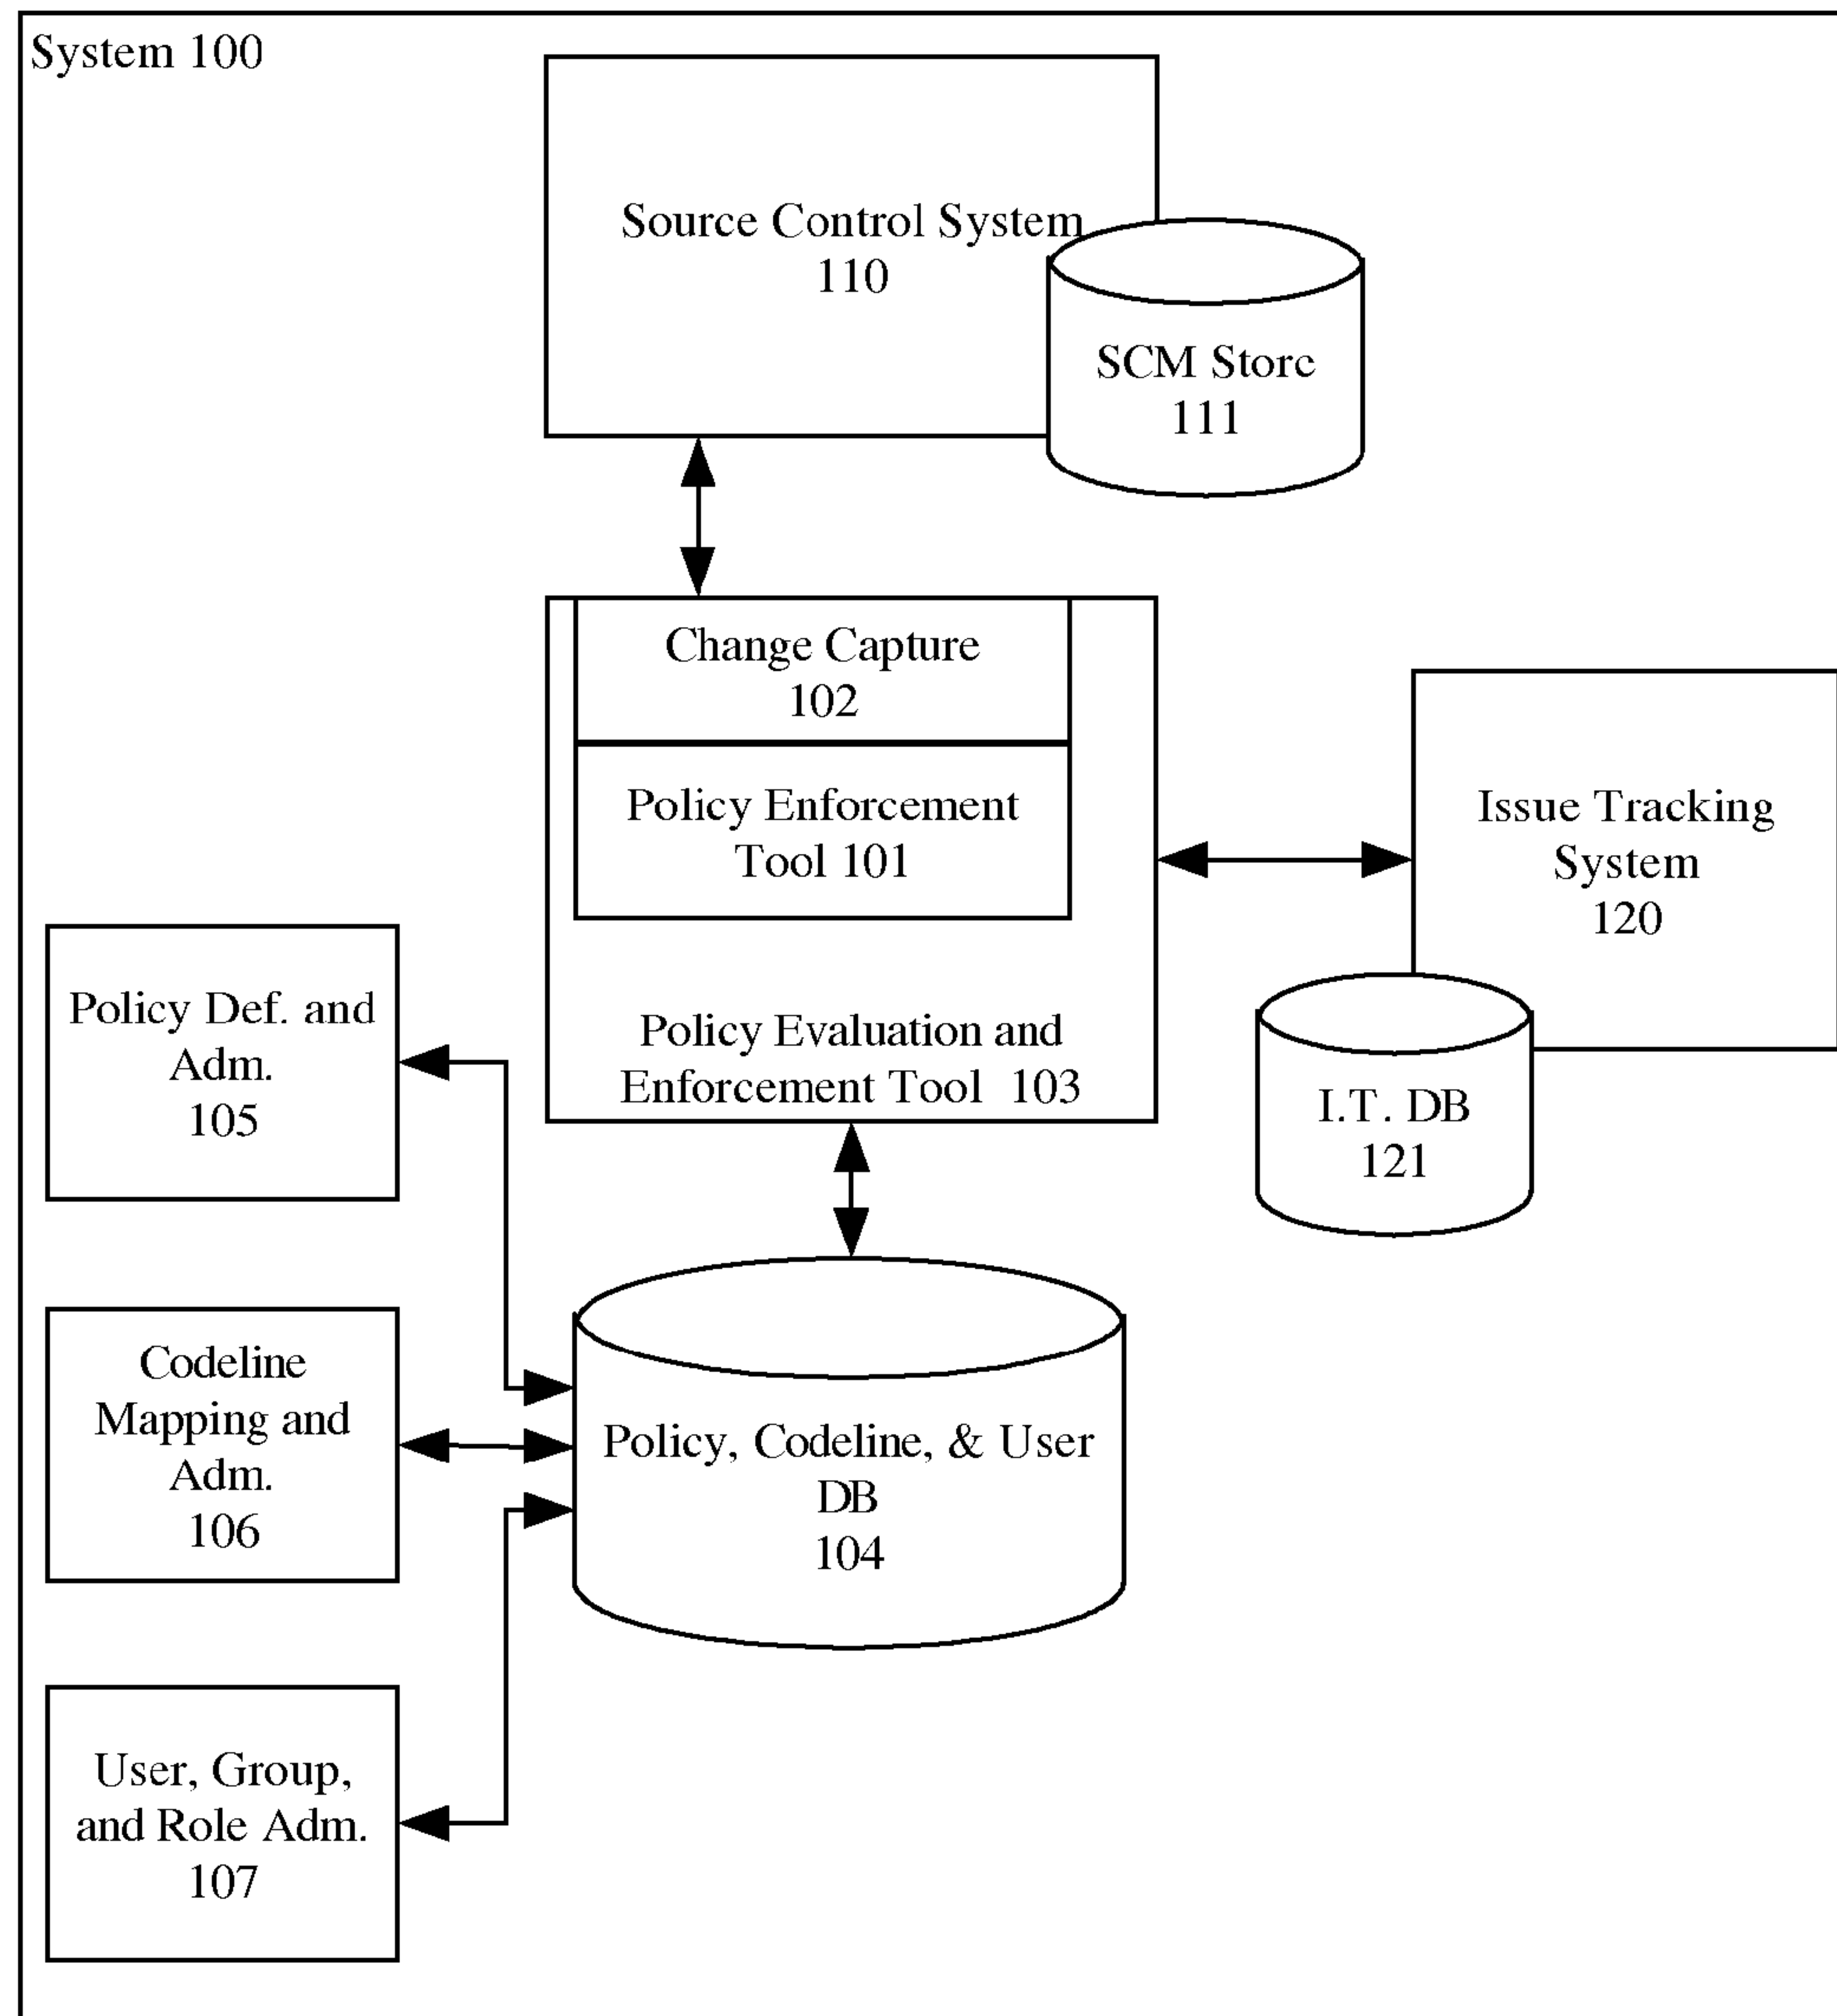 System 100
Source Control System
110
SCM Store
111
Change Capture
102
Policy Enforcement
Tool 101
Policy Evaluation and
Enforcement Tool 103
Issue Tracking
System
120
I.T. DB
121
Policy Def. and
Adm.
105
Codeline
Mapping and
Adm.
106
User, Group,
and Role Adm.
107
Policy, Codeline, & User
DB
104